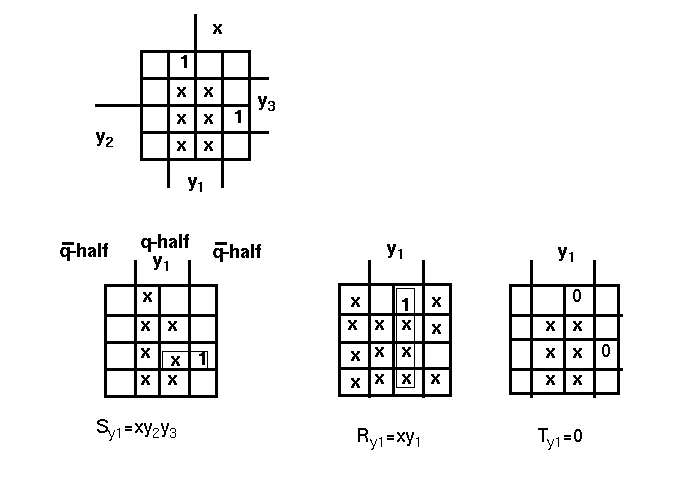 x
1
x x
y₃
x x 1
y₂
x x
y₁
q̄-half q-half q̄-half
y₁
x
x x
x x 1
x x
S_y1=xy₂y₃
y₁
x 1 x
x x x x
x x x
x x x x
R_y1=xy₁
y₁
0
x x
x x 0
x x
T_y1=0